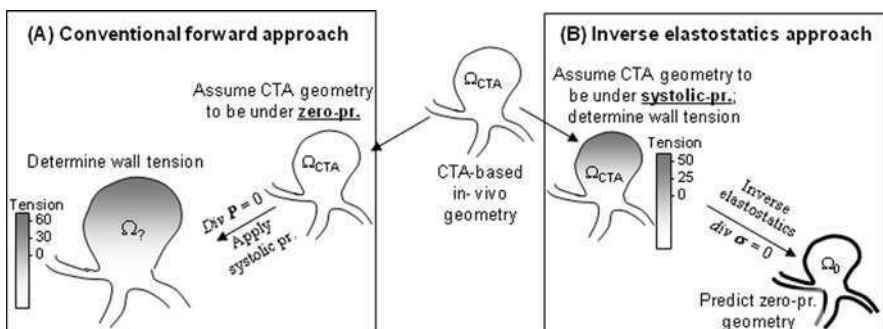 (A) Conventional forward approach
Assume CTA geometry
to be under zero-pr.
Determine wall tension
Ω_CTA
Tension
60
30
0
Ω_?
Div P = 0
Apply
systolic pr.
Ω_CTA
CTA-based
in-vivo
geometry
(B) Inverse elastostatics approach
Assume CTA geometry to
be under systolic-pr.;
determine wall tension
Tension
50
25
0
Ω_CTA
Inverse
elastostatics
div σ = 0
Ω_0
Predict zero-pr.
geometry